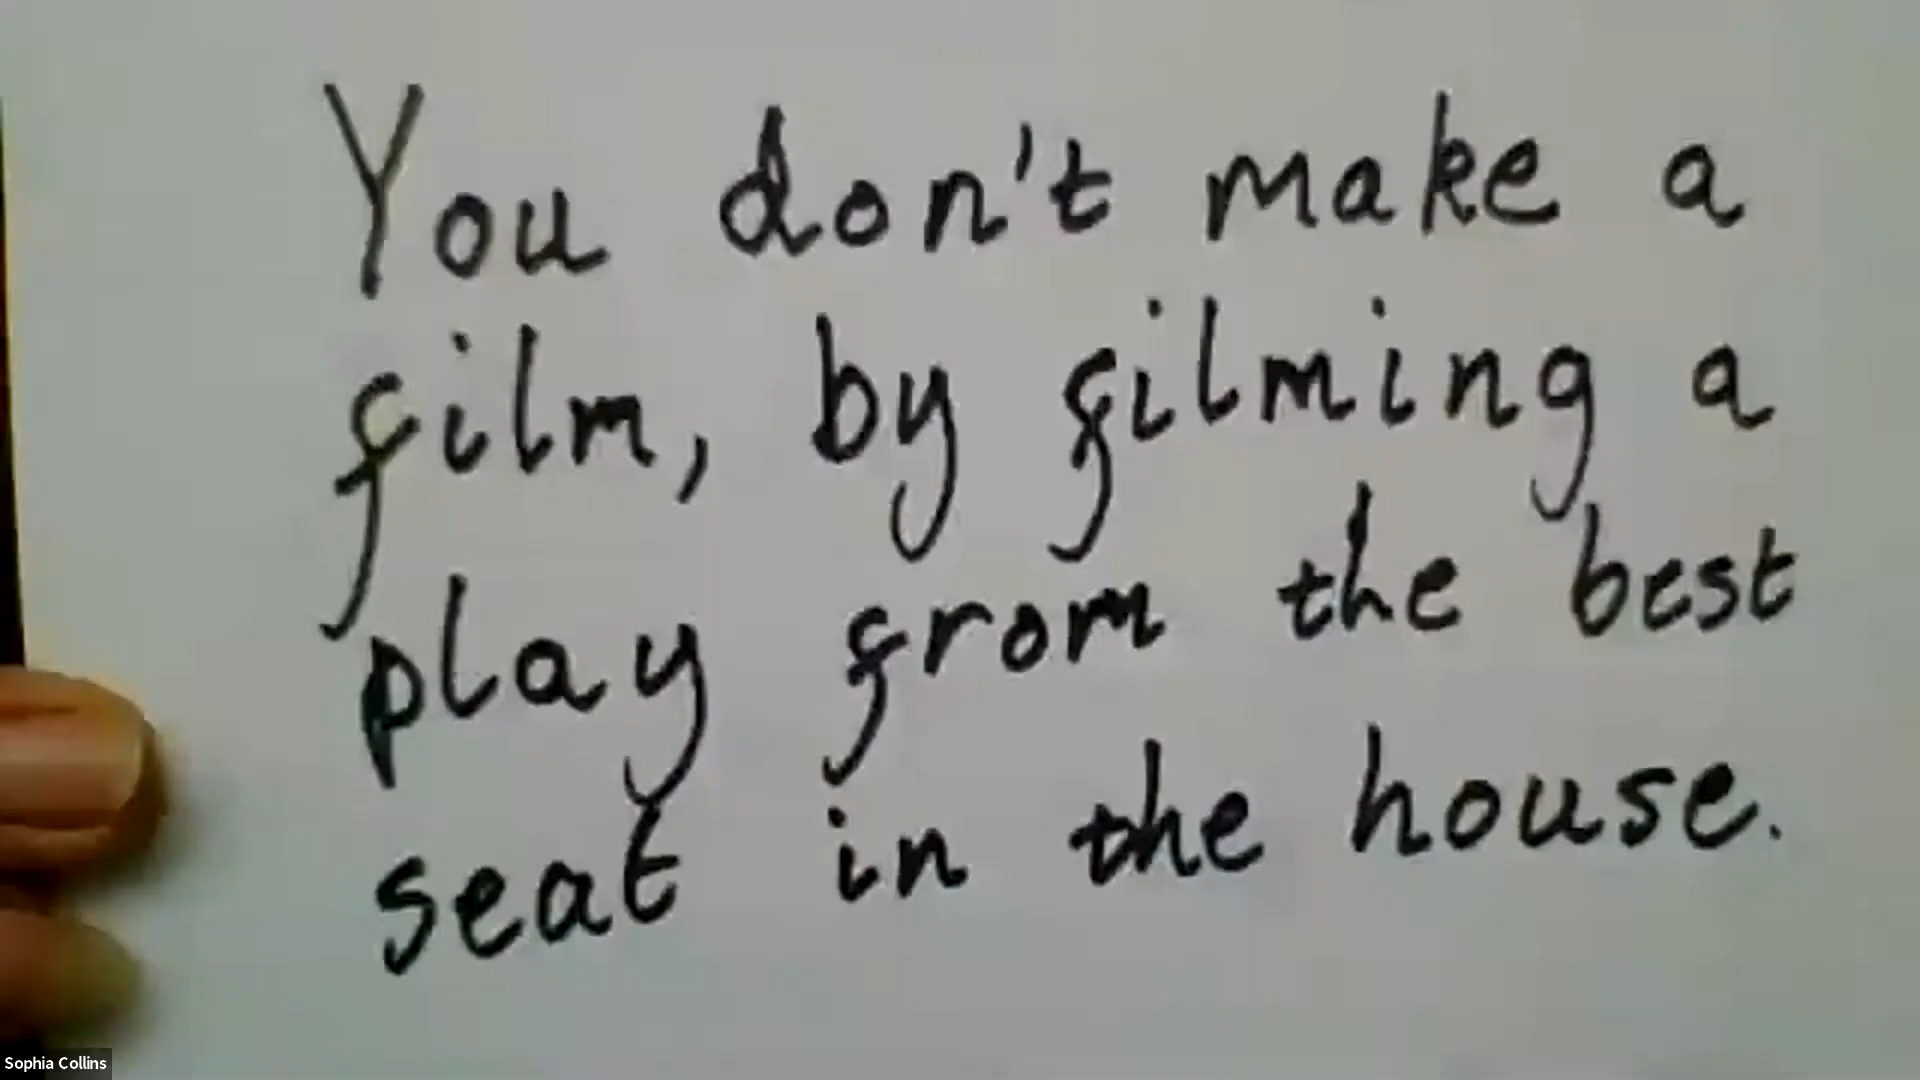 You don't make a
film, by filming a
play from the best
seat in the house.
Sophia Collins